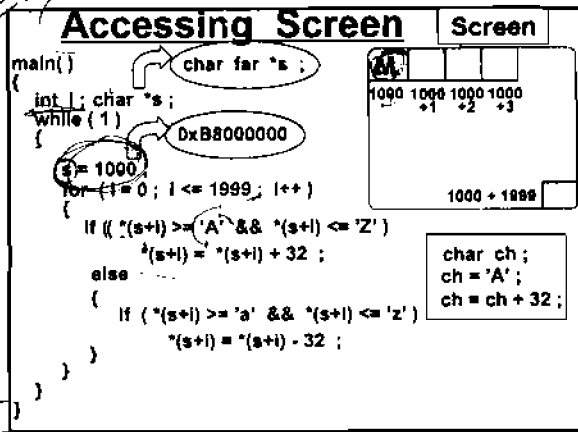 Accessing Screen
Screen
main( )
{
int i ; char *s ;
char far *s ;
while ( 1 )
{
0xB8000000
s = 1000
for ( i = 0 ; i <= 1999 ; i++ )
{
If (( *(s+i) >= 'A' && *(s+i) <= 'Z' )
*(s+i) = *(s+i) + 32 ;
else
{
If ( *(s+i) >= 'a' && *(s+i) <= 'z' )
*(s+i) = *(s+i) - 32 ;
}
}
}
}
1000 1000 1000 1000
+1 +2 +3
1000 + 1999
char ch ;
ch = 'A' ;
ch = ch + 32 ;